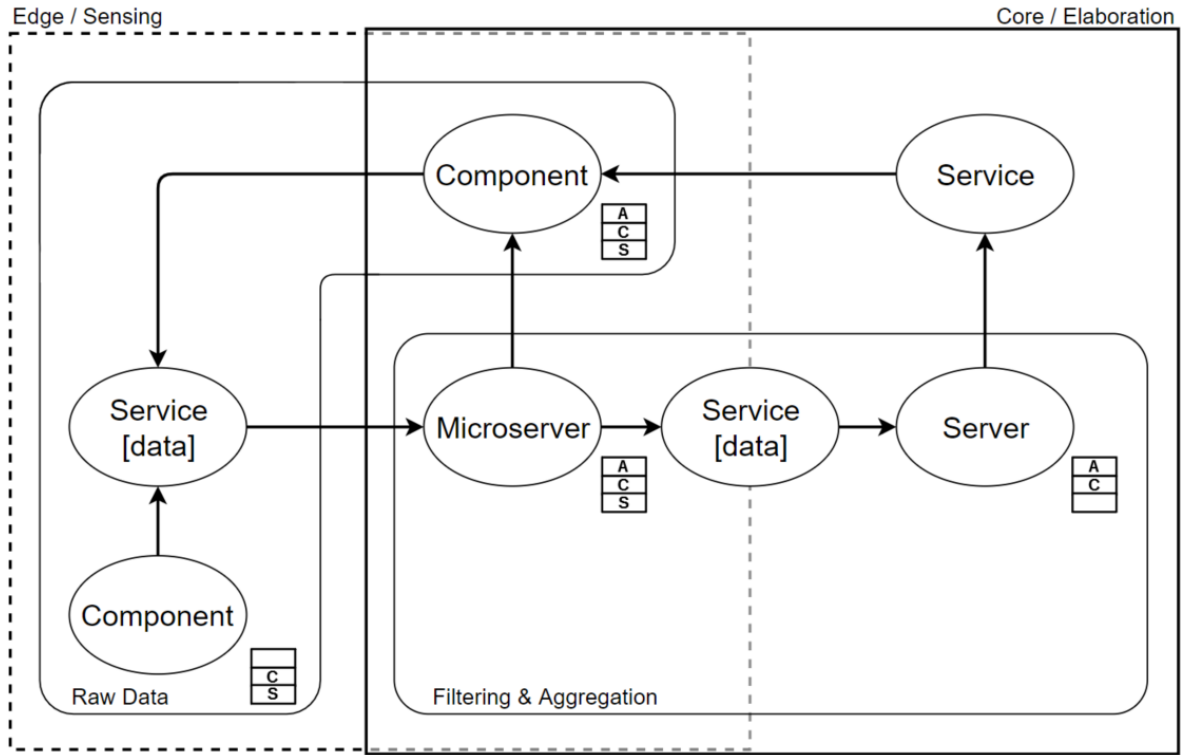 Edge / Sensing
Core / Elaboration
Component
A
C
S
Service
Service
[data]
Microserver
A
C
S
Service
[data]
Server
A
C
Component
C
S
Raw Data
Filtering & Aggregation